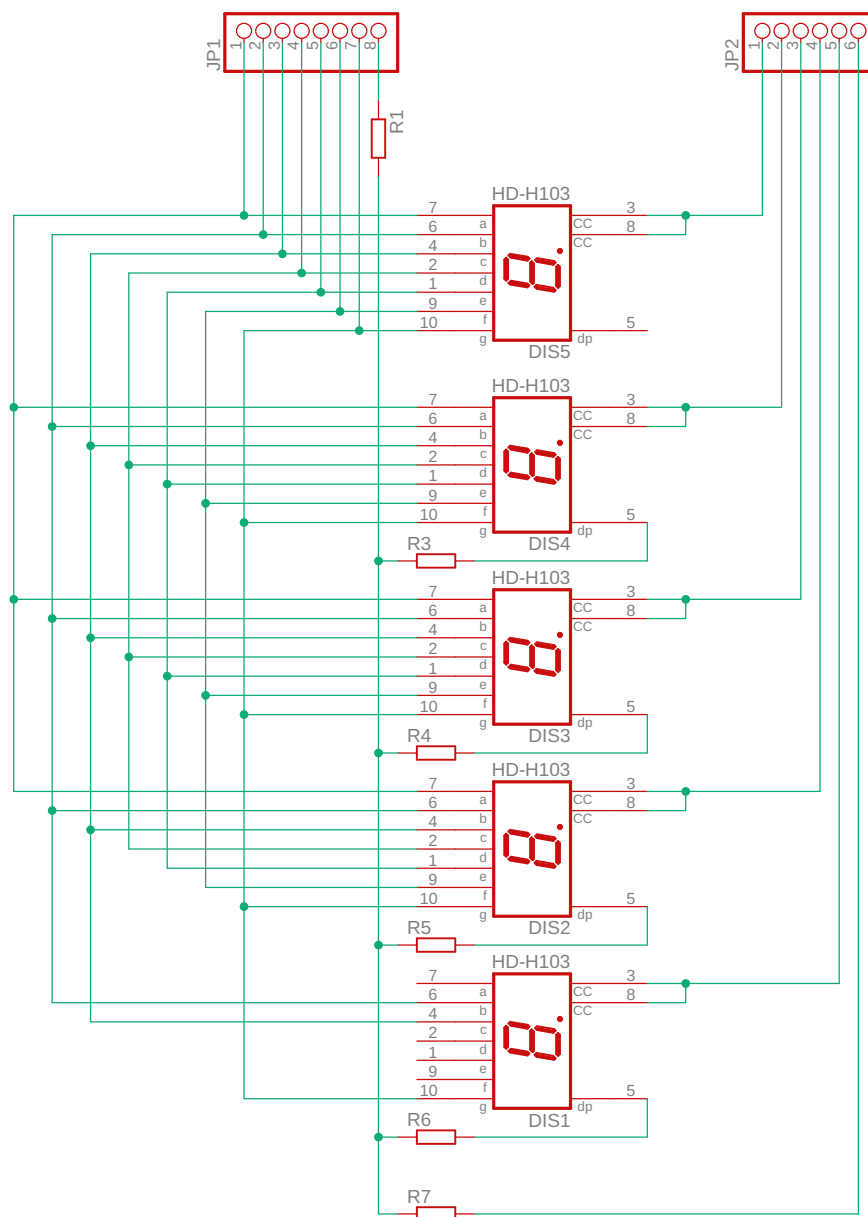 JP1
1 2 3 4 5 6 7 8
JP2
1 2 3 4 5 6
R1
HD-H103
7 a
6 b
4 c
2 d
1 e
9 f
10 g
3 CC
8 CC
5 dp
DIS5
HD-H103
7 a
6 b
4 c
2 d
1 e
9 f
10 g
3 CC
8 CC
5 dp
DIS4
R3
HD-H103
7 a
6 b
4 c
2 d
1 e
9 f
10 g
3 CC
8 CC
5 dp
DIS3
R4
HD-H103
7 a
6 b
4 c
2 d
1 e
9 f
10 g
3 CC
8 CC
5 dp
DIS2
R5
HD-H103
7 a
6 b
4 c
2 d
1 e
9 f
10 g
3 CC
8 CC
5 dp
DIS1
R6
R7